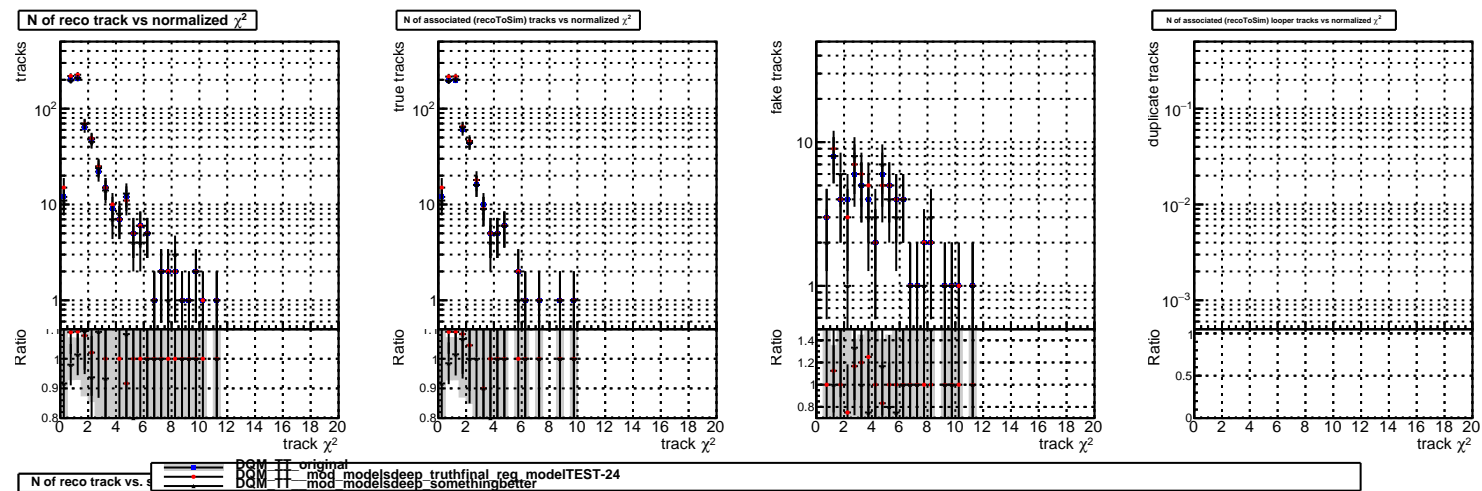 N of reco track vs normalized χ²
N of associated (recoToSim) tracks vs normalized χ²
N of associated (recoToSim) looper tracks vs normalized χ²
tracks
10²
10
1
Ratio
1.1
1
0.9
0.8
0 2 4 6 8 10 12 14 16 18 20
track χ²
true tracks
10²
10
1
Ratio
1.1
1
0.9
0.8
0 2 4 6 8 10 12 14 16 18 20
track χ²
fake tracks
10
1
Ratio
1.4
1.2
1
0.8
0 2 4 6 8 10 12 14 16 18 20
track χ²
duplicate tracks
10⁻¹
10⁻²
10⁻³
Ratio
1
0.5
0
0 2 4 6 8 10 12 14 16 18 20
track χ²
N of reco track vs. s
DQM_TT_original
DQM_TT__mod_modelsdeep_truthfinal_reg_modelTEST-24
DQM_TT__mod_modelsdeep_somethingbetter